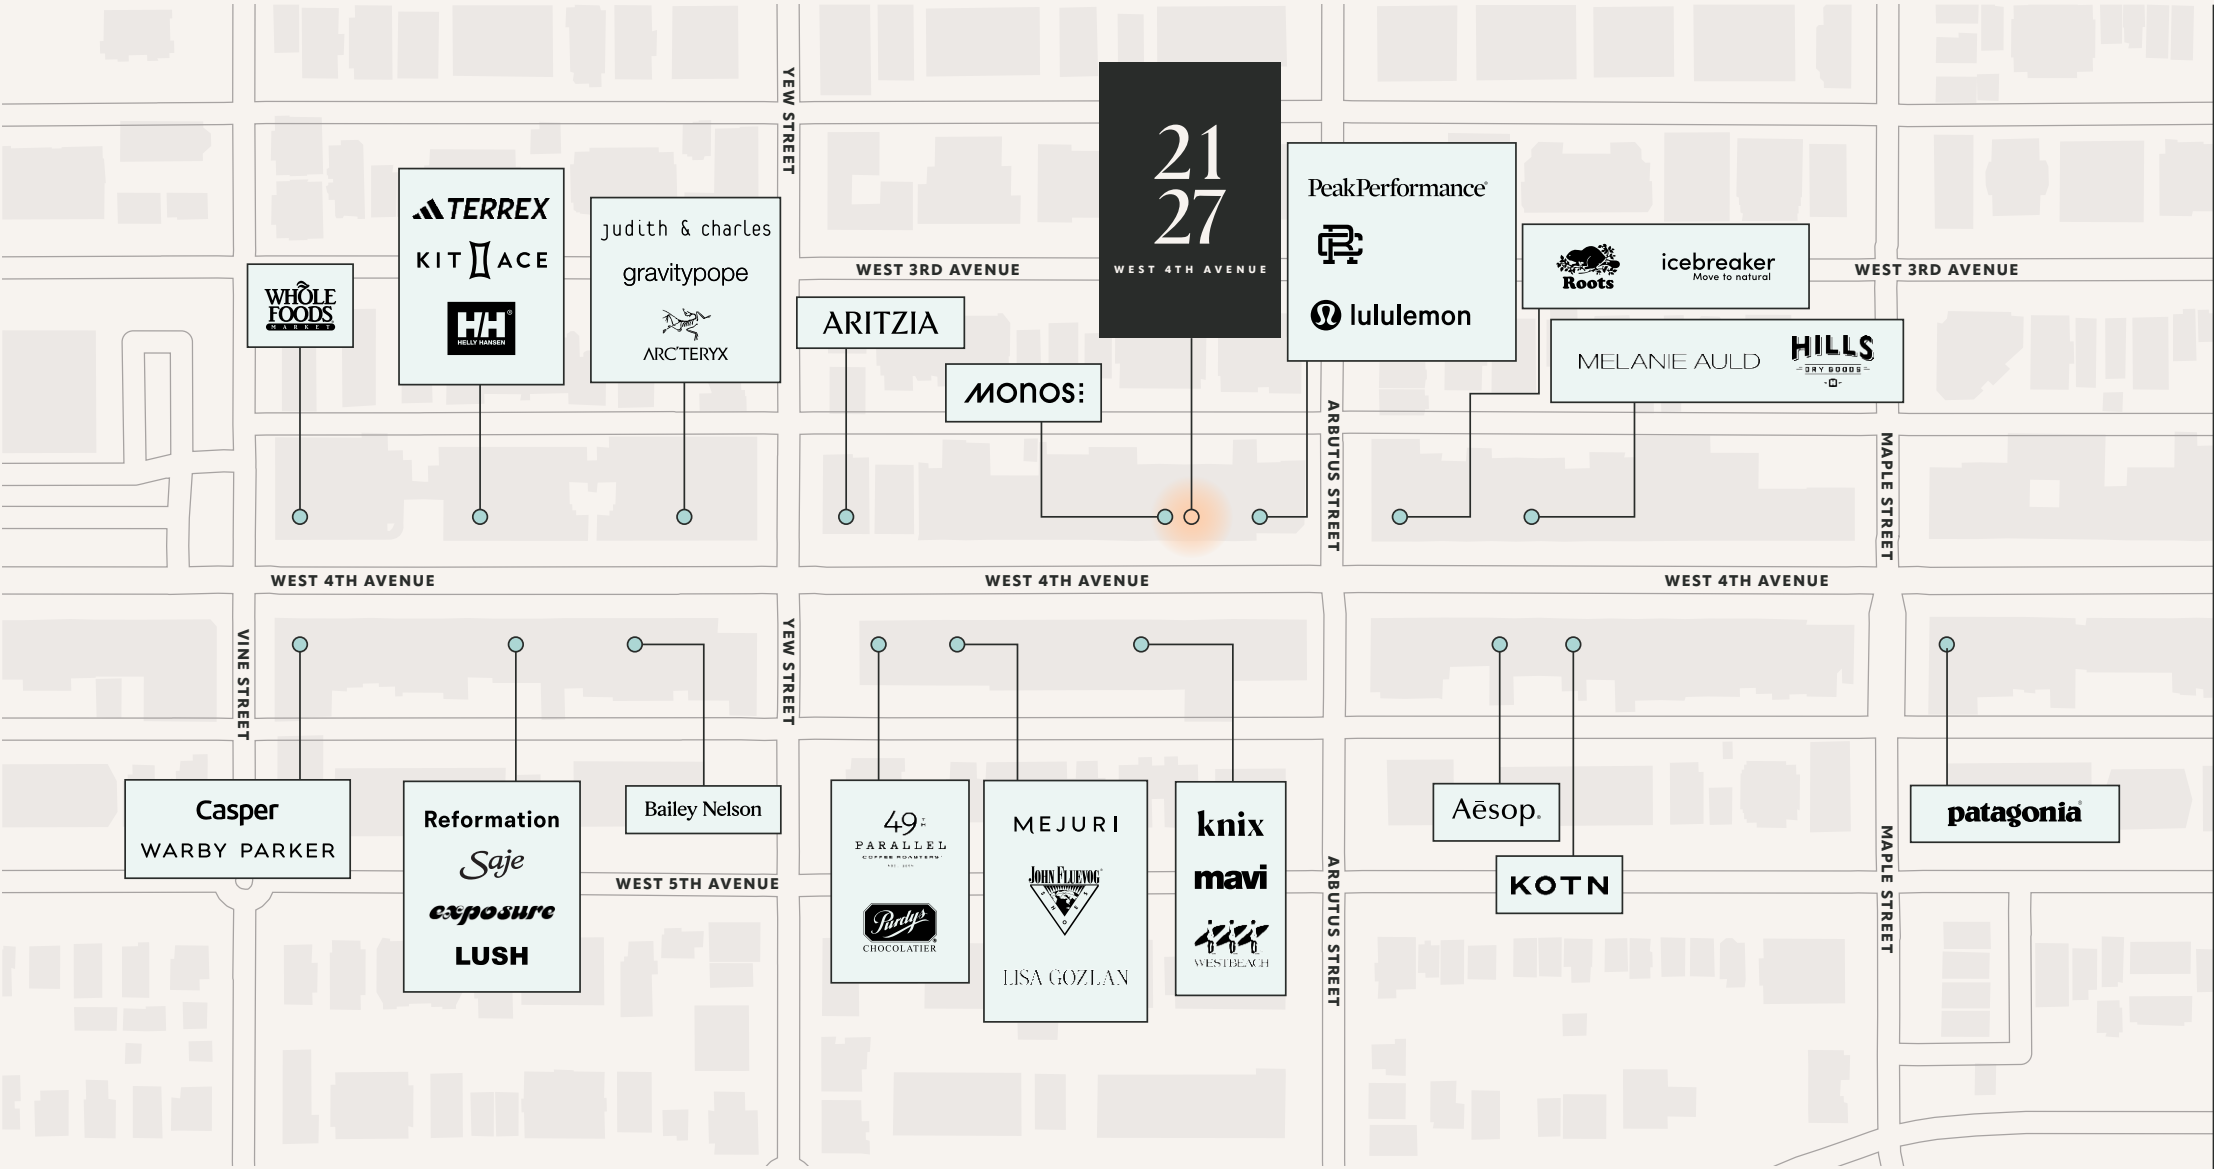 YEW STREET
21
27
WEST 4TH AVENUE
PeakPerformance
lululemon
TERREX
KIT ACE
HH
HELLY HANSEN
judith & charles
gravitypope
ARC'TERYX
WHOLE
FOODS
MARKET
WEST 3RD AVENUE
ARITZIA
MONOS
Roots
icebreaker
Move to natural
WEST 3RD AVENUE
MELANIE AULD
HILLS
DRY GOODS
ARBUTUS STREET
MAPLE STREET
WEST 4TH AVENUE
WEST 4TH AVENUE
WEST 4TH AVENUE
VINE STREET
YEW STREET
Casper
WARBY PARKER
Reformation
Saje
exposure
LUSH
Bailey Nelson
WEST 5TH AVENUE
49TH
PARALLEL
COFFEE ROASTERS
Purdys
CHOCOLATIER
MEJURI
JOHN FLUEVOG
SHOES
LISA GOZLAN
knix
mavi
WESTBEACH
ARBUTUS STREET
Aēsop.
KOTN
MAPLE STREET
patagonia